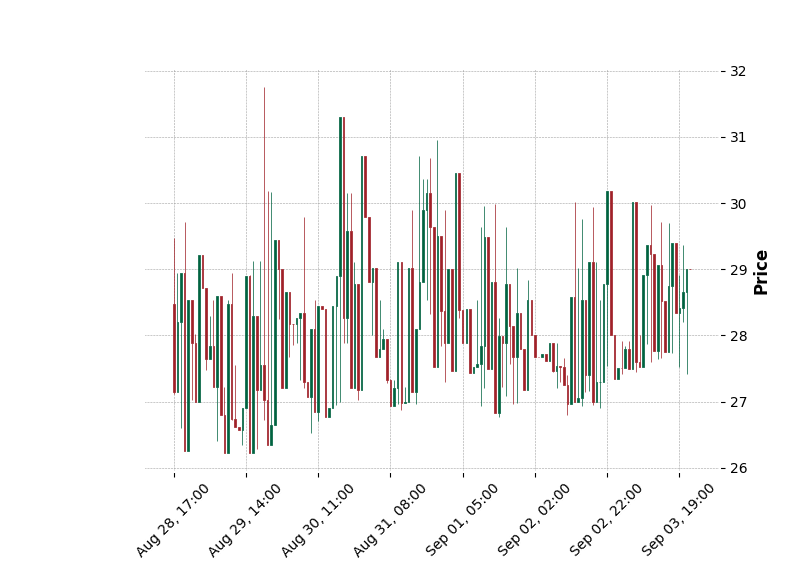 32
31
30
29
28
27
26
Price
Aug 28, 17:00
Aug 29, 14:00
Aug 30, 11:00
Aug 31, 08:00
Sep 01, 05:00
Sep 02, 02:00
Sep 02, 22:00
Sep 03, 19:00